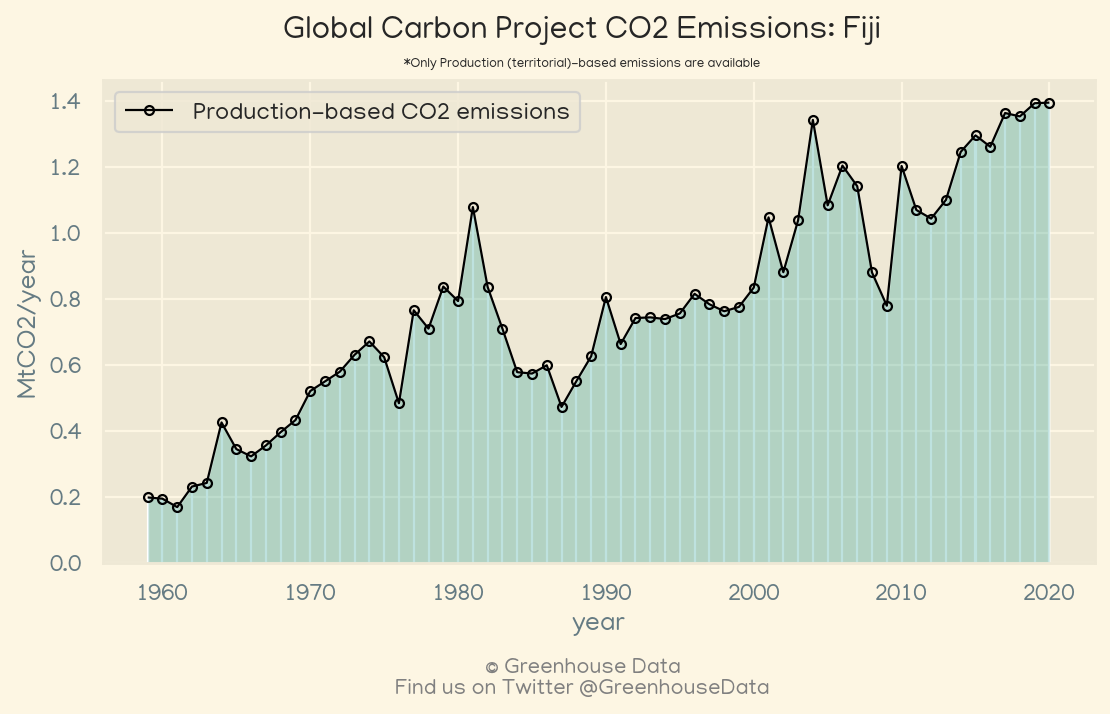 Global Carbon Project CO2 Emissions: Fiji
*Only Production (territorial)-based emissions are available
Production-based CO2 emissions
MtCO2/year
1.4
1.2
1.0
0.8
0.6
0.4
0.2
0.0
1960 1970 1980 1990 2000 2010 2020
year
© Greenhouse Data
Find us on Twitter @GreenhouseData